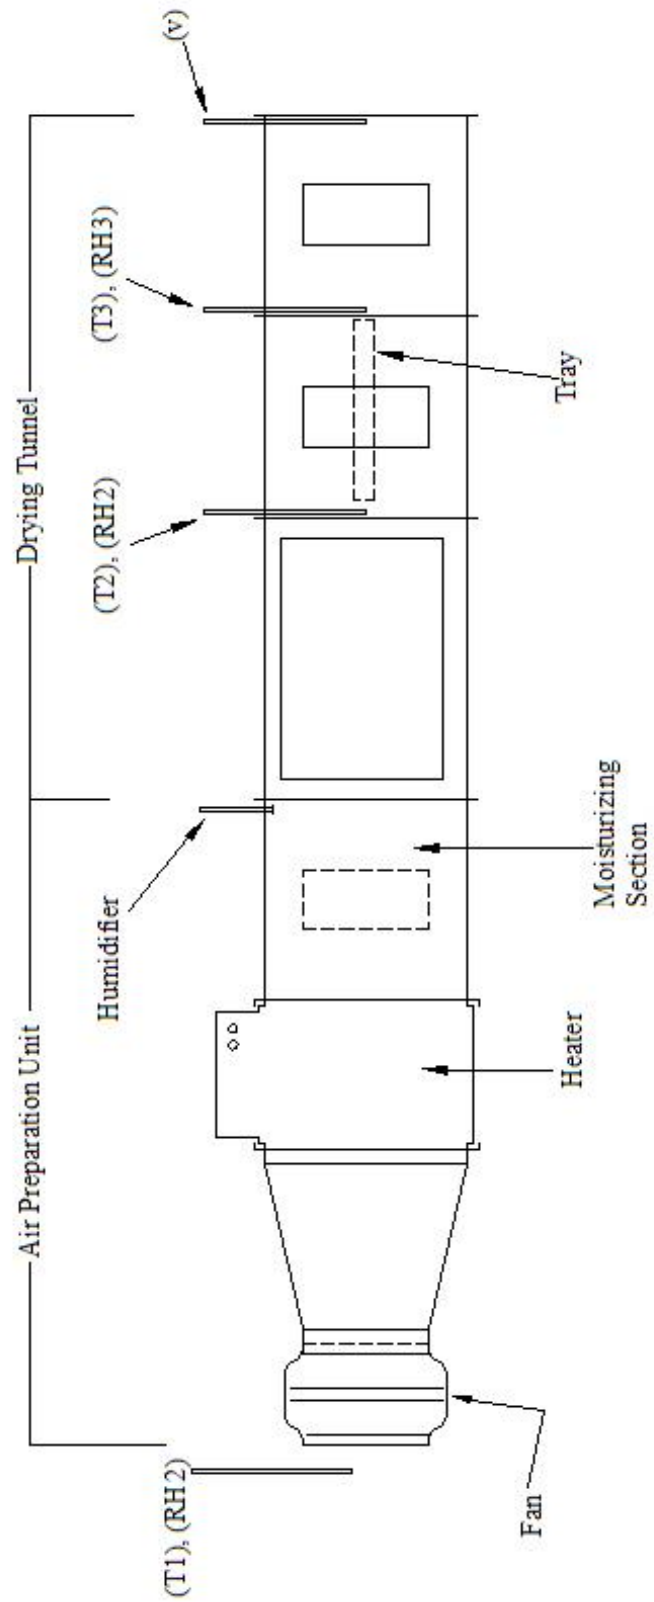 Air Preparation Unit
Drying Tunnel
(T1), (RH2)
Humidifier
(T2), (RH2)
(T3), (RH3)
(v)
Fan
Heater
Moisturizing
Section
Tray